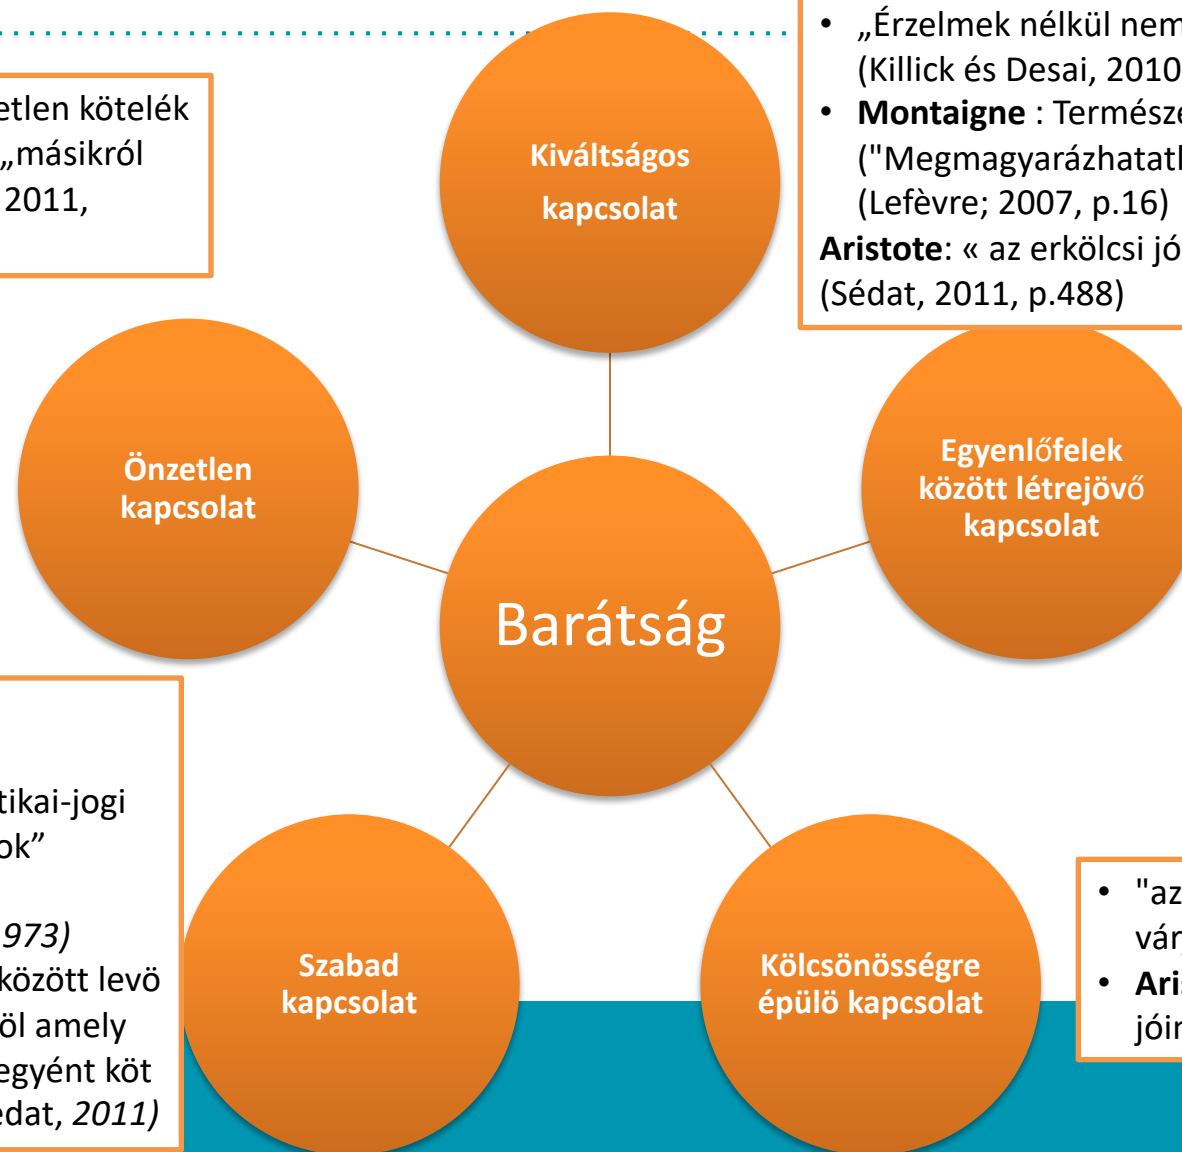 • „Érzelmek nélkül nem
(Killick és Desai, 2010
• Montaigne : Természe
("Megmagyarázhatatl
(Lefèvre; 2007, p.16)
Aristote: « az erkölcsi jó
(Sédat, 2011, p.488)
etlen kötelék
„másikról
2011,
Kiváltságos
kapcsolat
Önzetlen
kapcsolat
Egyenlőfelek
között létrejövő
kapcsolat
Barátság
tikai-jogi
ok”
973)
között levö
öl amely
egyént köt
edat, 2011)
Szabad
kapcsolat
Kölcsönösségre
épülö kapcsolat
• "az
vár
• Aris
jóin